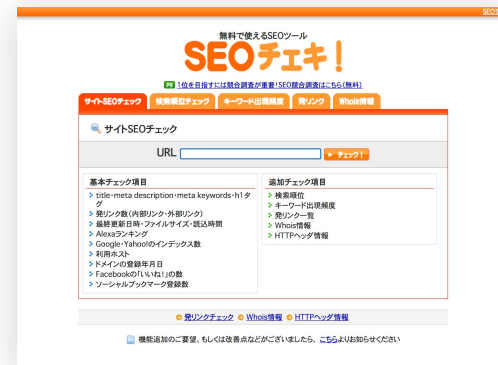 無料で使えるSEOツール
SEOチェキ！
PR 1位を目指すには競合調査が重要！SEO競合調査はこちら（無料）
サイトSEOチェック 検索順位チェック キーワード出現頻度 発リンク Whois情報
サイトSEOチェック
URL チェック！
基本チェック項目
title・meta description・meta keywords・h1タ
グ
発リンク数（内部リンク・外部リンク）
最終更新日時・ファイルサイズ・読込時間
Alexaランキング
Google・Yahoo!のインデックス数
利用ホスト
ドメインの登録年月日
Facebookの「いいね！」の数
ソーシャルブックマーク登録数
追加チェック項目
検索順位
キーワード出現頻度
発リンク一覧
Whois情報
HTTPヘッダ情報
発リンクチェック Whois情報 HTTPヘッダ情報
機能追加のご要望、もしくは改善点などがございましたら、こちらよりお知らせください